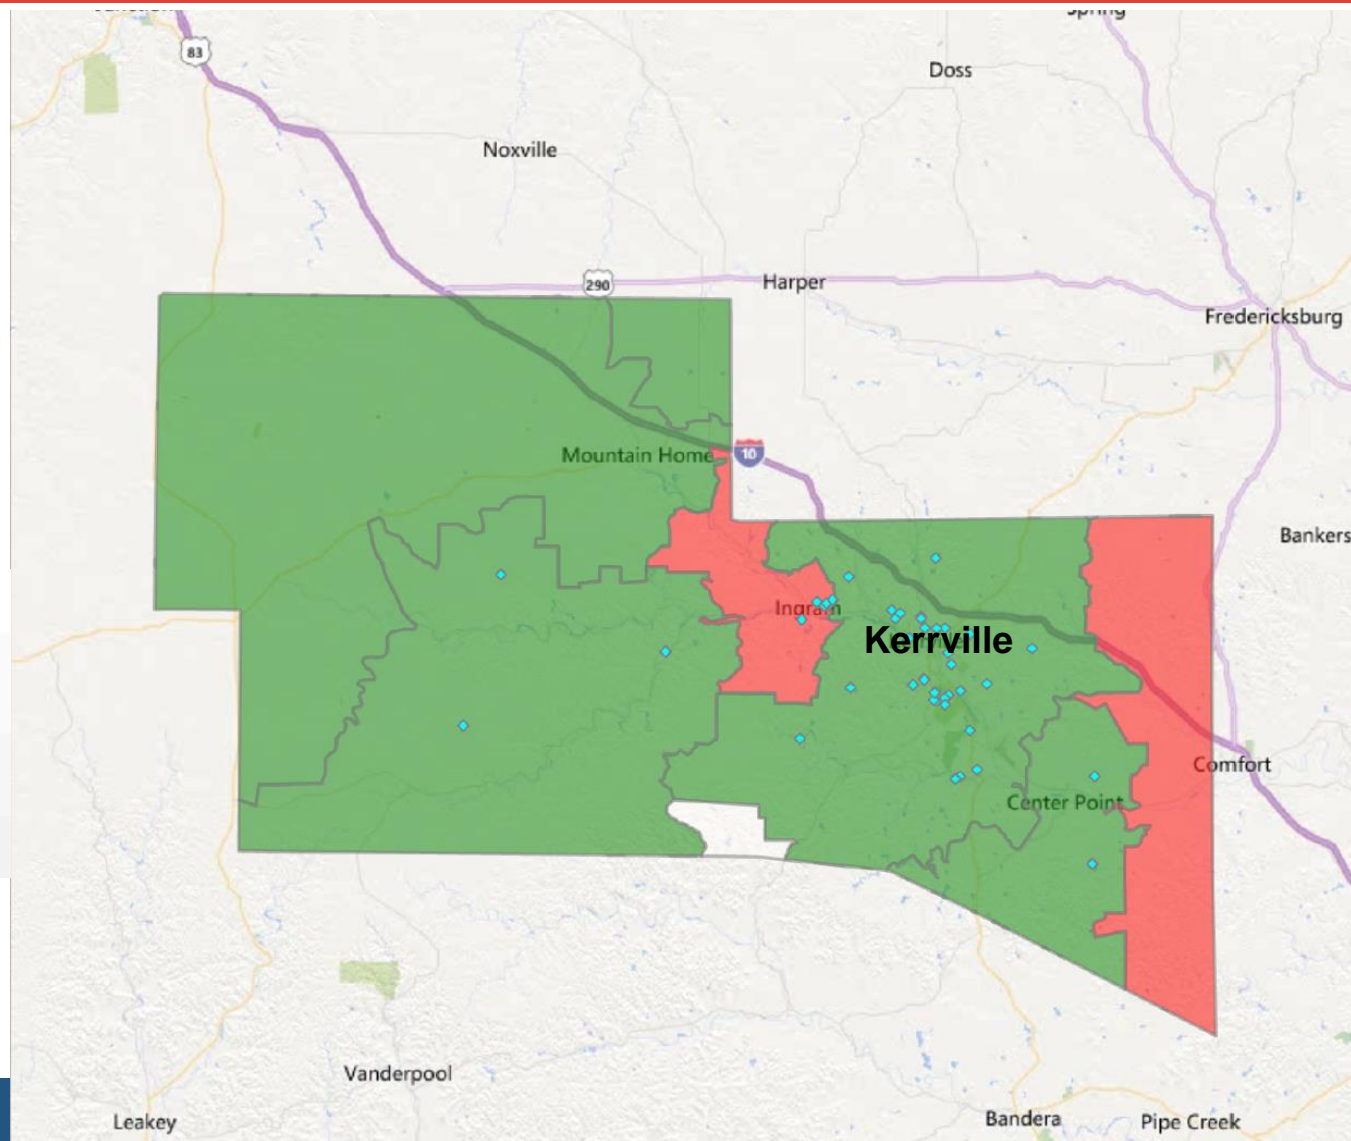 83
Doss
Noxville
290
Harper
Fredericksburg
Mountain Home
10
Bankers
Ingram
Kerrville
Comfort
Center Point
Vanderpool
Leakey
Bandera
Pipe Creek